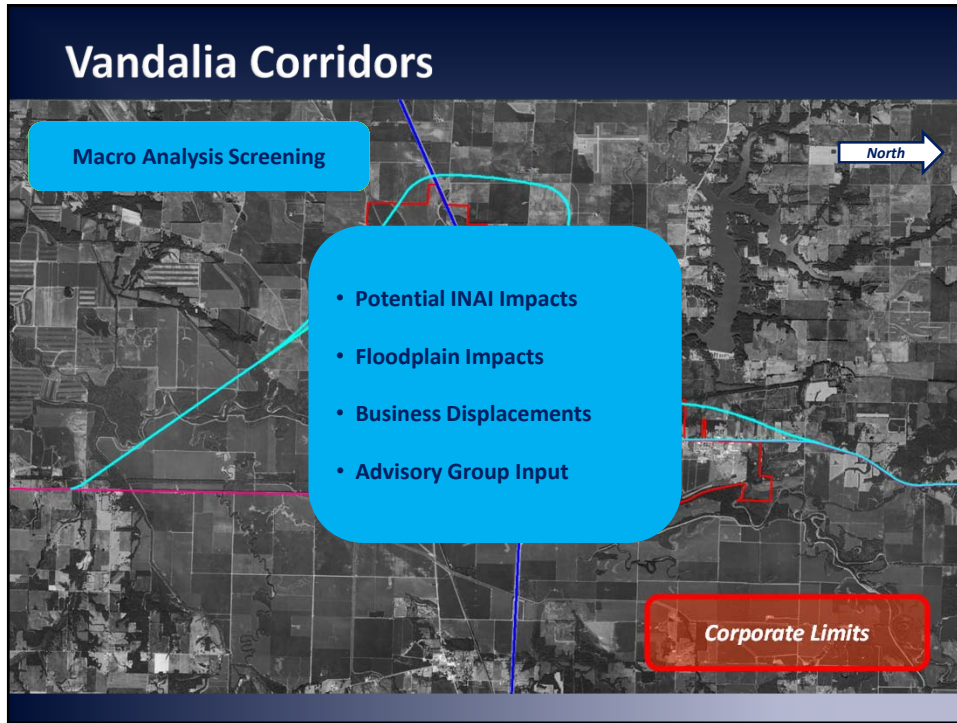 Vandalia Corridors
Macro Analysis Screening
North
• Potential INAI Impacts
• Floodplain Impacts
• Business Displacements
• Advisory Group Input
Corporate Limits